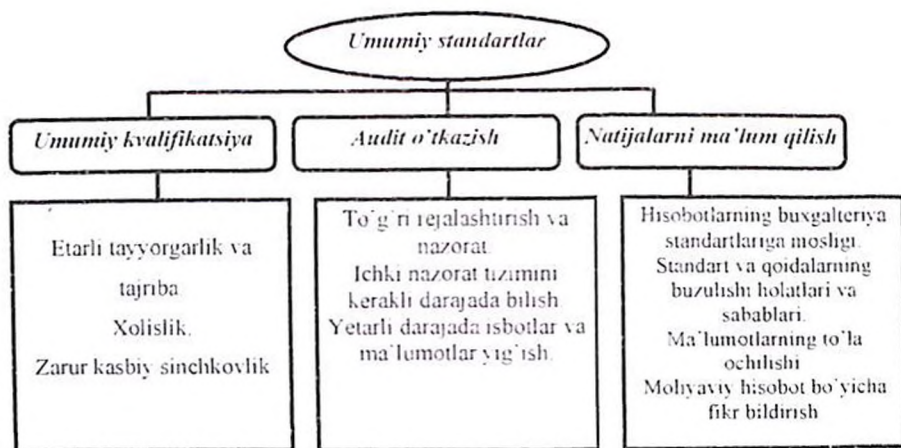 Umumiy standartlar
Umumiy kvalifikatsiya
Etarli tayyorgarlik va
tajriba
Xolislik.
Zarur kasbiy sinchkovlik
Audit o'tkazish
To'g'ri rejalashtirish va
nazorat.
Ichki nazorat tizimini
kerakli darajada bilish
Yetarli darajada isbotlar va
ma'lumotlar yig'ish.
Natijalarni ma'lum qilish
Hisobotlarning buxgalteriya
standartlariga mosligi.
Standart va qoidalarning
buzulishi holatlari va
sabablari.
Ma'lumotlarning to'la
ochilishi
Mohyaviy hisobot bo'yicha
fikr bildirish